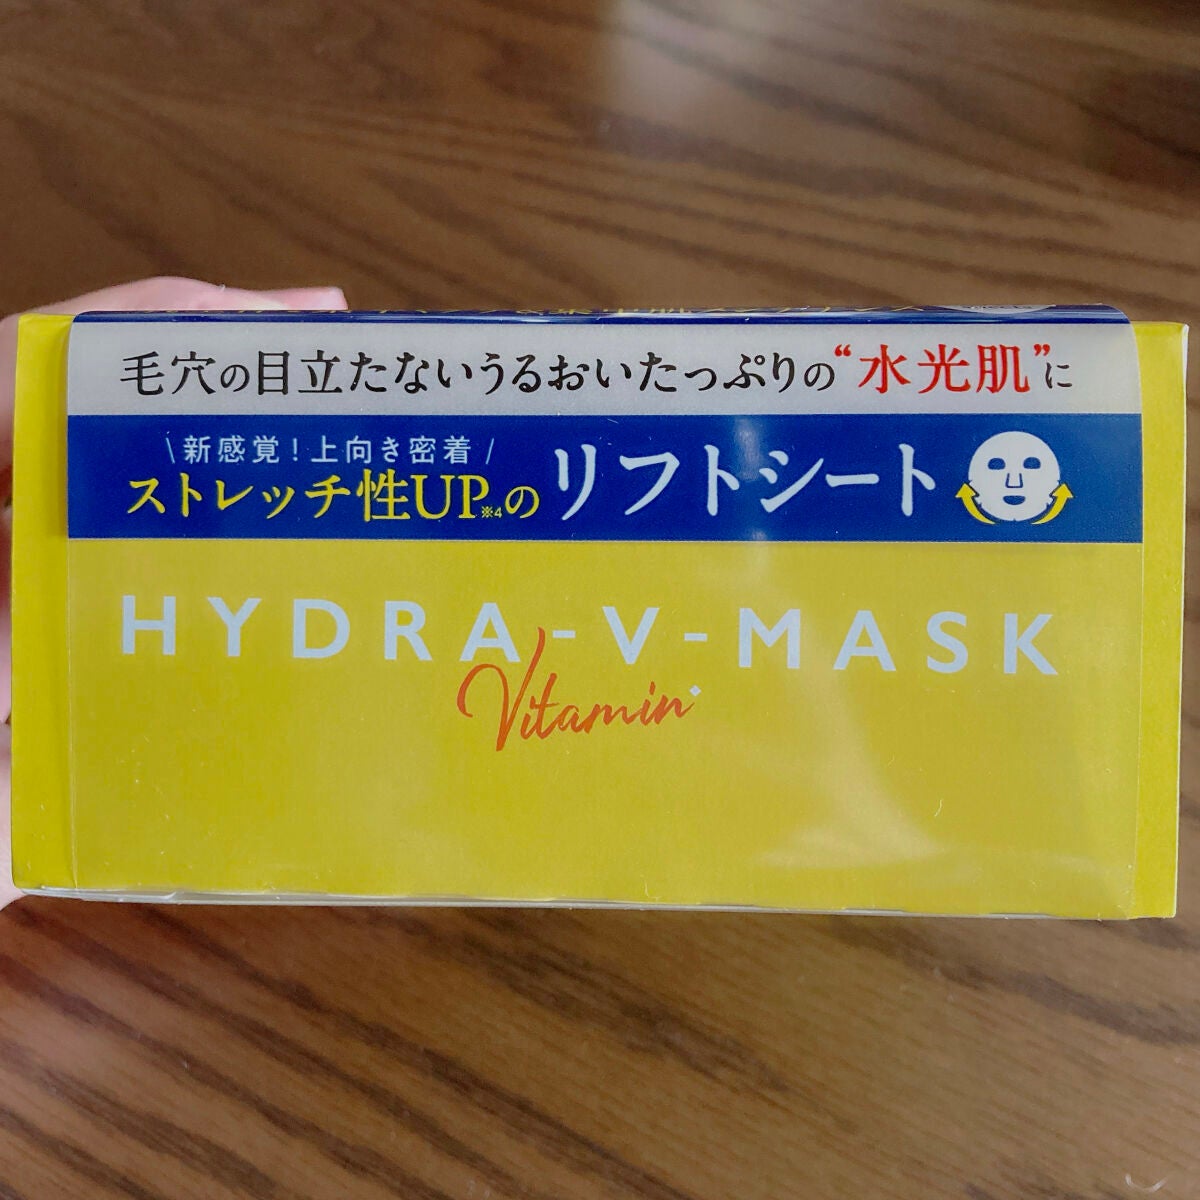 毛穴の目立たないうるおいたっぷりの“水光肌”に
\ 新感覚!上向き密着 /
ストレッチ性UP※4の リフトシート
HYDRA-V-MASK
Vitamin